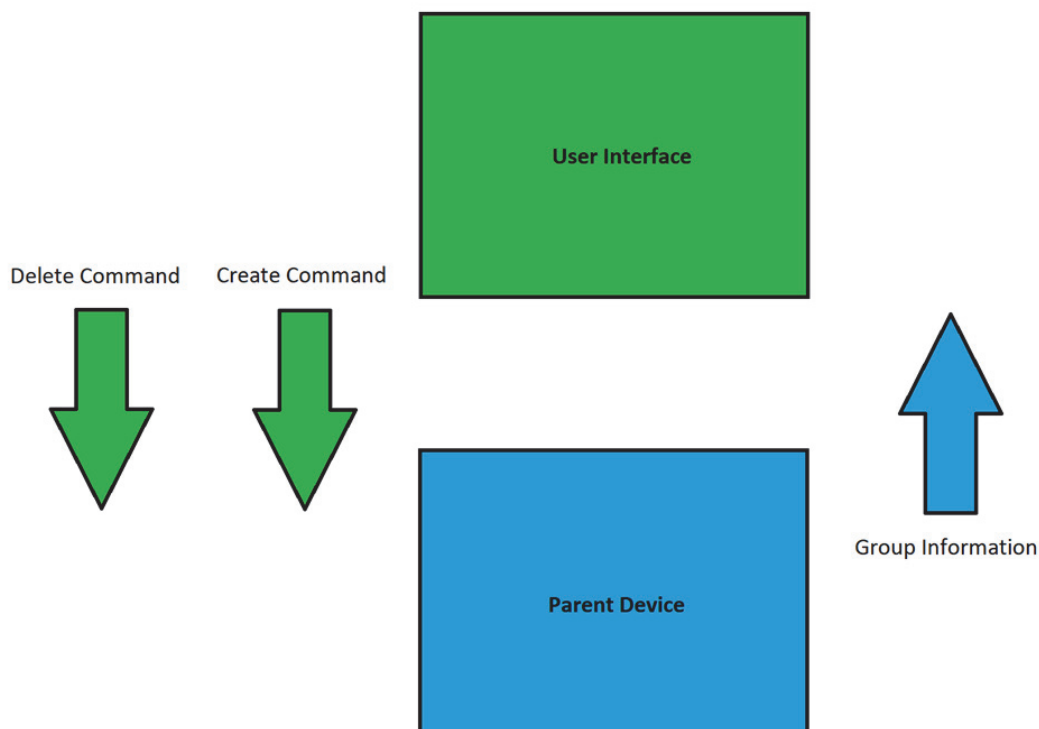 User Interface
Delete Command
Create Command
Group Information
Parent Device